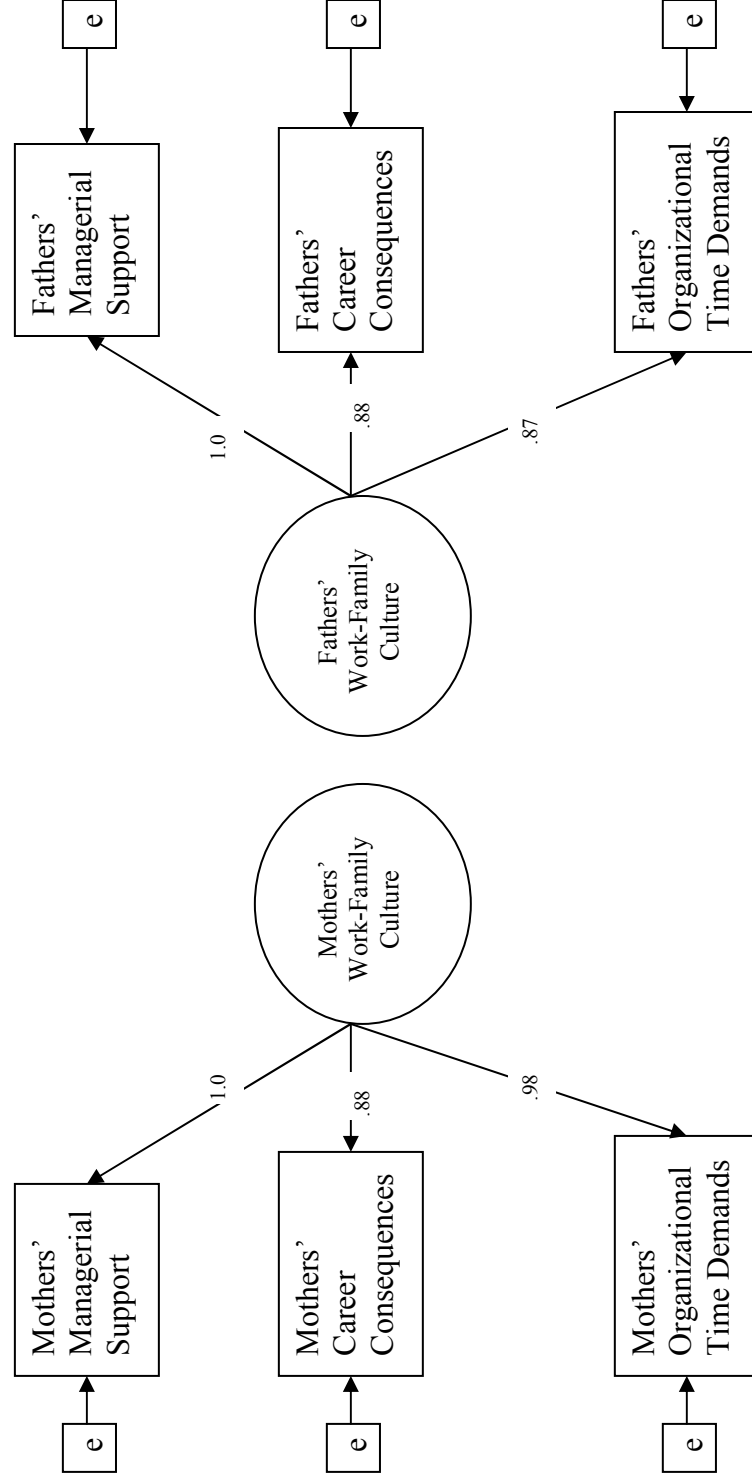 e
Mothers’
Managerial
Support
1.0
Fathers’
Managerial
Support
e
1.0
Mothers’
Work-Family
Culture
Fathers’
Work-Family
Culture
e
Mothers’
Career
Consequences
.88
.88
Fathers’
Career
Consequences
e
e
Mothers’
Organizational
Time Demands
.98
.87
Fathers’
Organizational
Time Demands
e